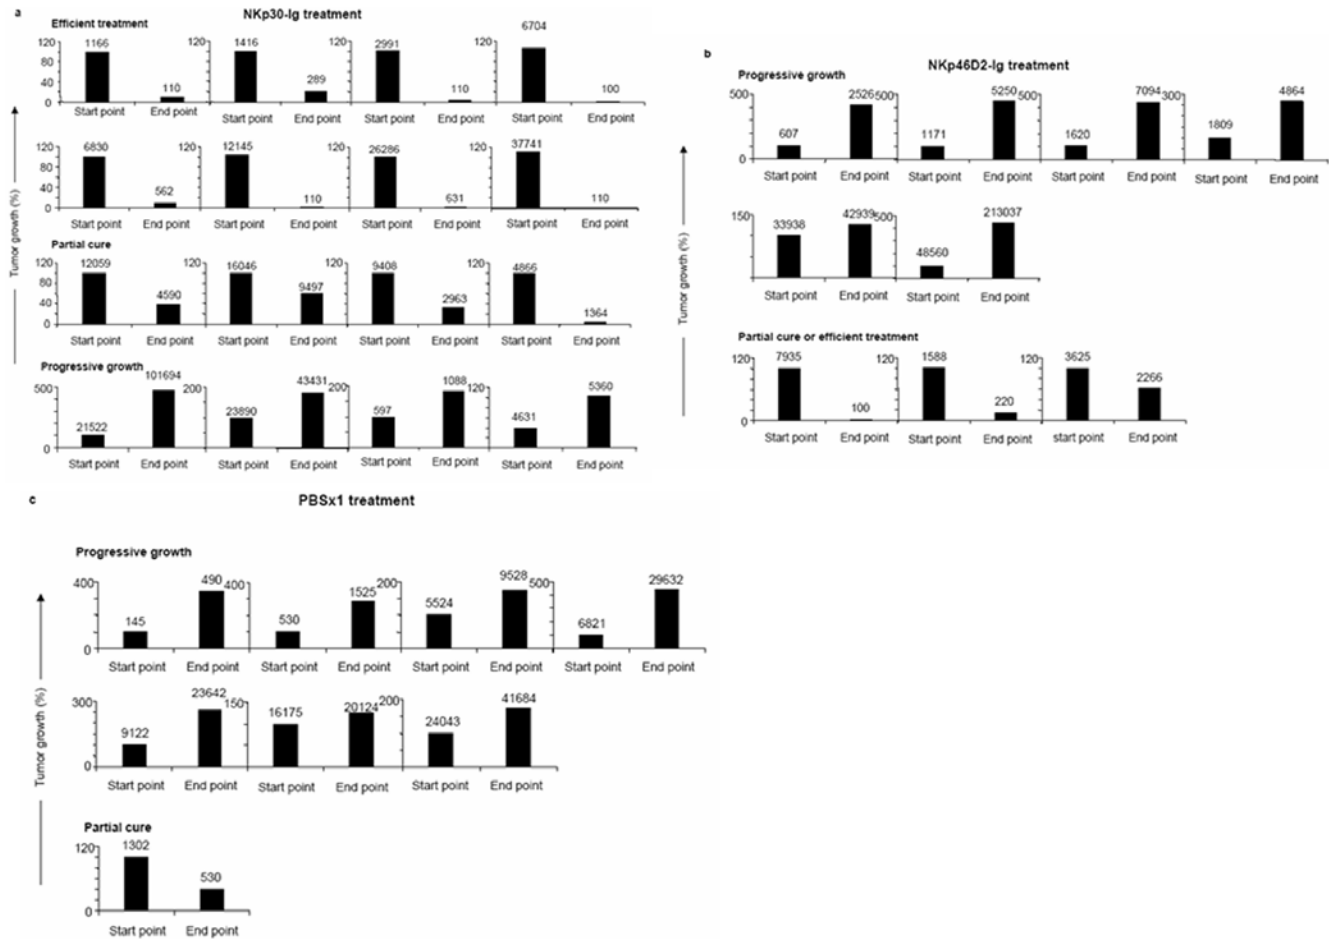 a
NKp30-Ig treatment
Efficient treatment
1166 1416 2991 6704
120 120 120 120
80
40
0
110 289 110 100
Start point End point Start point End point Start point End point Start point End point
6830 12145 26286 37741
120 120 120 120
80
40
0
562 110 631 110
Start point End point Start point End point Start point End point Start point End point
Tumor growth (%)
Partial cure
12059 16046 9408 4866
120 120 120 120
80
40
0
4590 9497 2963 1364
Start point End point Start point End point Start point End point Start point End point
Progressive growth
101694 43431 1088 5360
500 200 200 120
0
21522 23890 597 4631
Start point End point Start point End point Start point End point Start point End point
b
NKp46D2-Ig treatment
Progressive growth
500 2526 500 5250 500 7094 300 4864
607 1171 1620 1809
0
Start point End point Start point End point start point End point Start point End point
150 33938 42939 500 48560 213037
0
Start point End point Start point End point
Tumor growth (%)
Partial cure or efficient treatment
120 7935 120 1588 120 3625
100 220 2266
0
Start point End point Start point End point start point End point
c
PBSx1 treatment
Progressive growth
400 490 400 1525 200 9528 500 29632
145 530 5524 6821
0
Start point End point Start point End point Start point End point Start point End point
300 23642 150 16175 20124 200 41684
9122 24043
0
Start point End point Start point End point Start point End point
Tumor growth (%)
Partial cure
120 1302
530
0
Start point End point